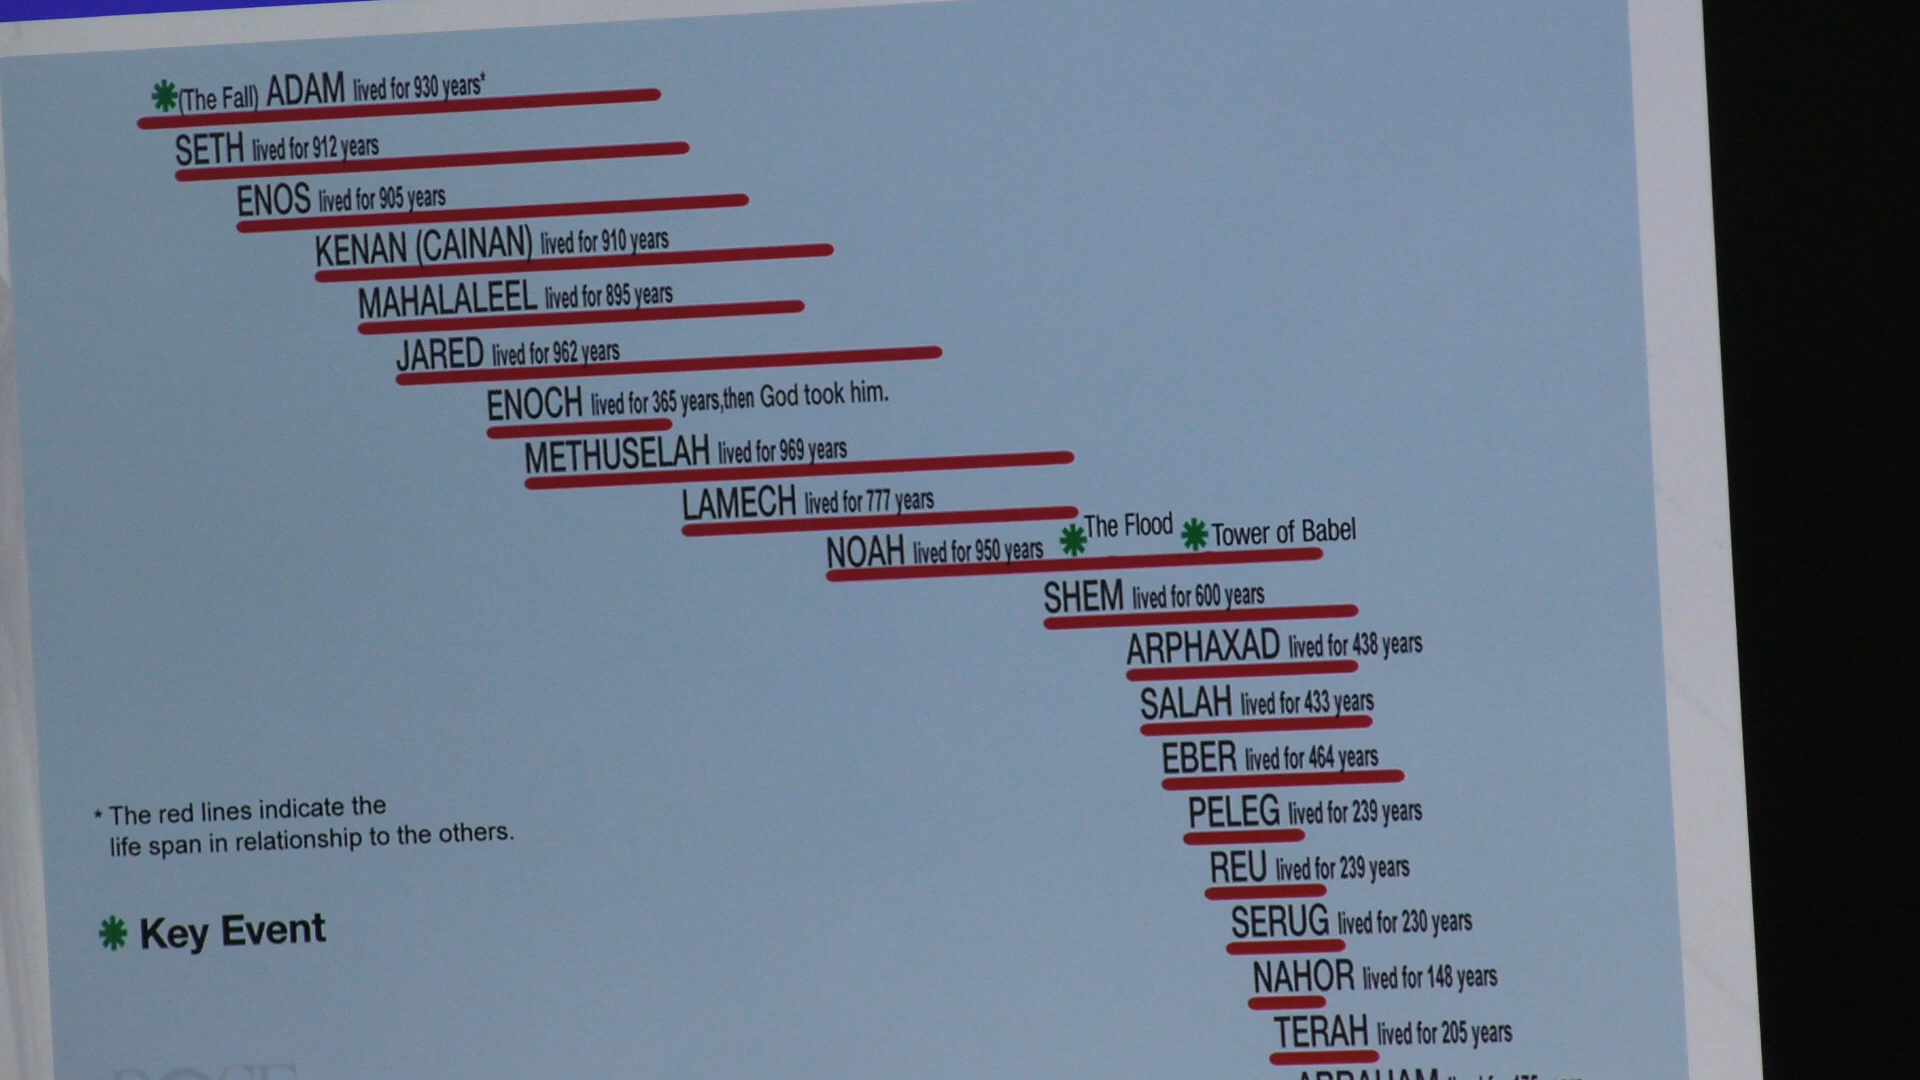 ✱(The Fall) ADAM lived for 930 years*
SETH lived for 912 years
ENOS lived for 905 years
KENAN (CAINAN) lived for 910 years
MAHALALEEL lived for 895 years
JARED lived for 962 years
ENOCH lived for 365 years,then God took him.
METHUSELAH lived for 969 years
LAMECH lived for 777 years
NOAH lived for 950 years ✱The Flood ✱Tower of Babel
SHEM lived for 600 years
ARPHAXAD lived for 438 years
SALAH lived for 433 years
EBER lived for 464 years
PELEG lived for 239 years
REU lived for 239 years
SERUG lived for 230 years
NAHOR lived for 148 years
TERAH lived for 205 years
ABRAHAM
* The red lines indicate the
life span in relationship to the others.
✱ Key Event